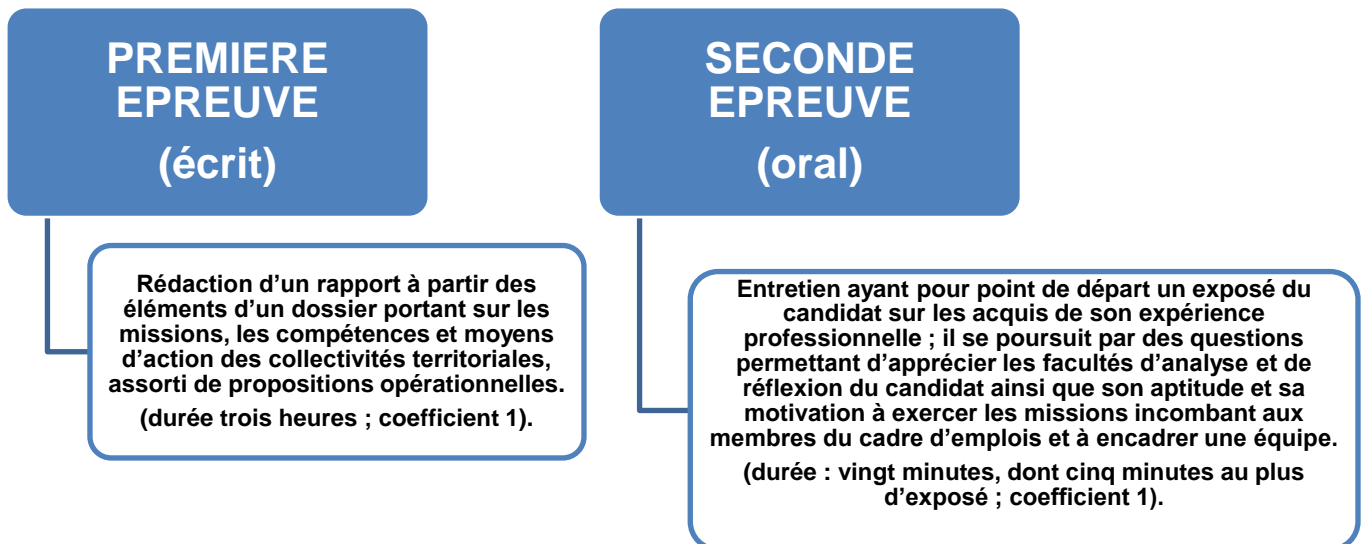 PREMIERE
EPREUVE
(écrit)
Rédaction d’un rapport à partir des
éléments d’un dossier portant sur les
missions, les compétences et moyens
d’action des collectivités territoriales,
assorti de propositions opérationnelles.
(durée trois heures ; coefficient 1).
SECONDE
EPREUVE
(oral)
Entretien ayant pour point de départ un exposé du
candidat sur les acquis de son expérience
professionnelle ; il se poursuit par des questions
permettant d’apprécier les facultés d’analyse et de
réflexion du candidat ainsi que son aptitude et sa
motivation à exercer les missions incombant aux
membres du cadre d’emplois et à encadrer une équipe.
(durée : vingt minutes, dont cinq minutes au plus
d’exposé ; coefficient 1).